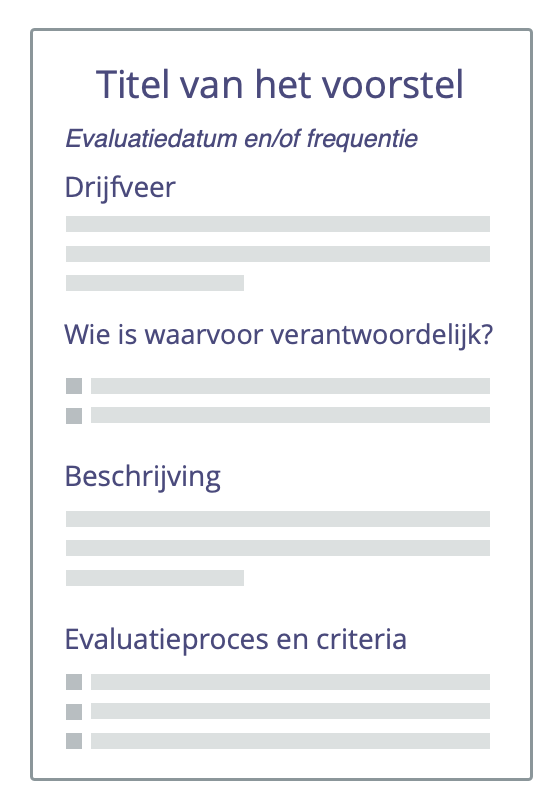 Titel van het voorstel
Evaluatiedatum en/of frequentie
Drijfveer
Wie is waarvoor verantwoordelijk?
Beschrijving
Evaluatieproces en criteria